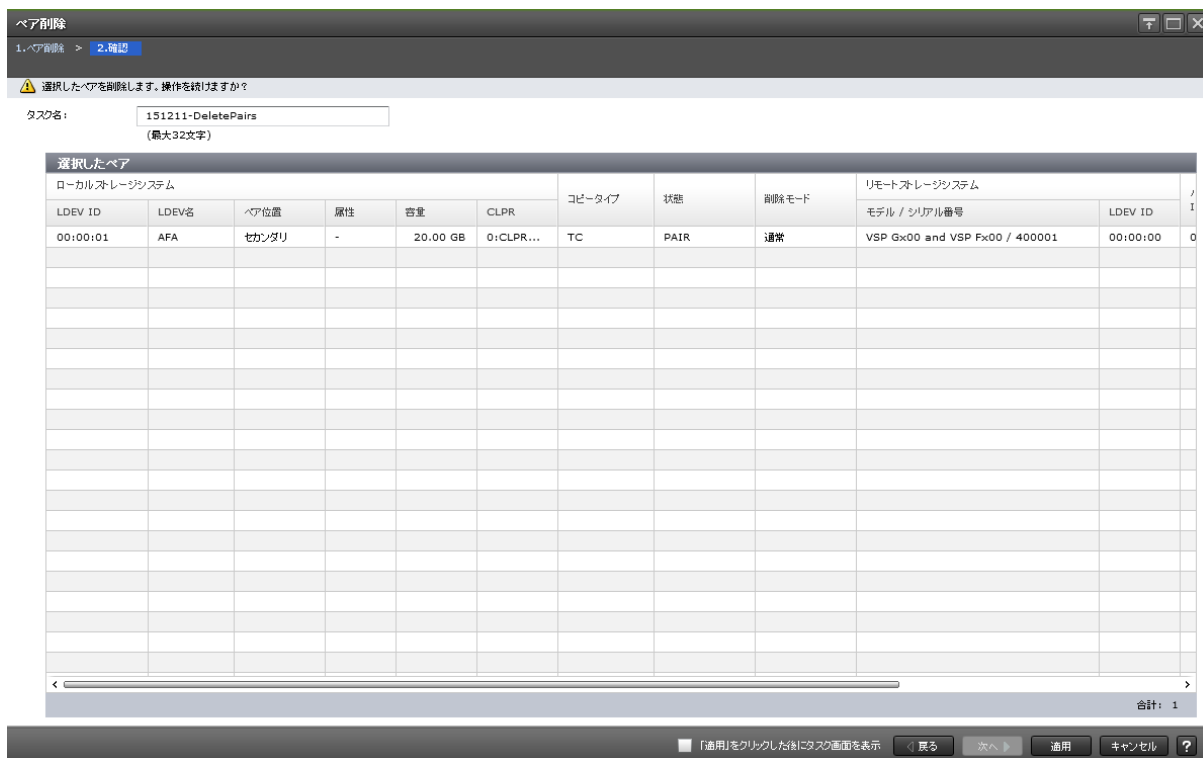 ペア削除
1.ペア削除 > 2.確認
選択したペアを削除します。操作を続けますか?
タスク名: 151211-DeletePairs
(最大32文字)
選択したペア
ローカルストレージシステム コピータイプ 状態 削除モード リモートストレージシステム
LDEV ID LDEV名 ペア位置 属性 容量 CLPR モデル / シリアル番号 LDEV ID
00:00:01 AFA セカンダリ - 20.00 GB 0:CLPR... TC PAIR 通常 VSP Gx00 and VSP Fx00 / 400001 00:00:00 0
合計: 1
「適用」をクリックした後にタスク画面を表示 戻る 次へ 適用 キャンセル ?